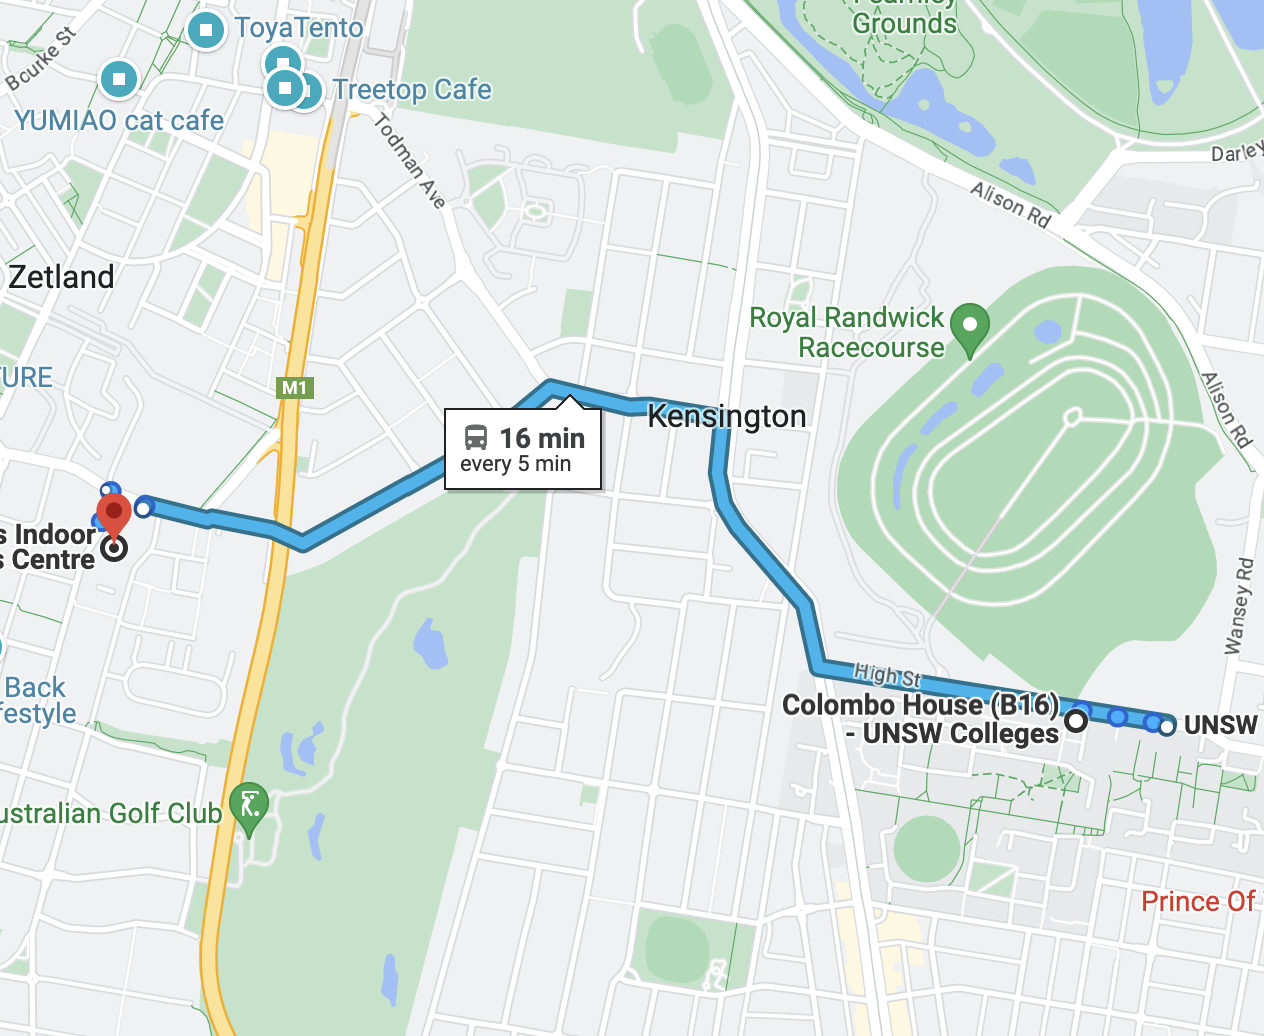 Bourke St
ToyaTento
Treetop Cafe
YUMIAO cat cafe
Grounds
Todman Ave
Darley
Alison Rd
Zetland
Royal Randwick
Racecourse
M1
Alison Rd
Kensington
16 min
every 5 min
s Indoor
s Centre
Wansey Rd
High St
Back
Colombo House (B16)
- UNSW Colleges
UNSW
ustralian Golf Club
Prince Of